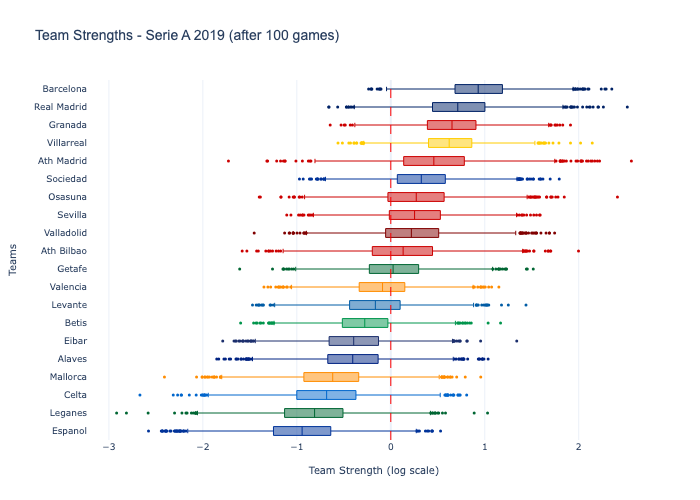 Team Strengths - Serie A 2019 (after 100 games)
Barcelona
Real Madrid
Granada
Villarreal
Ath Madrid
Sociedad
Osasuna
Sevilla
Valladolid
Ath Bilbao
Getafe
Valencia
Levante
Betis
Eibar
Alaves
Mallorca
Celta
Leganes
Espanol
Teams
−3 −2 −1 0 1 2
Team Strength (log scale)